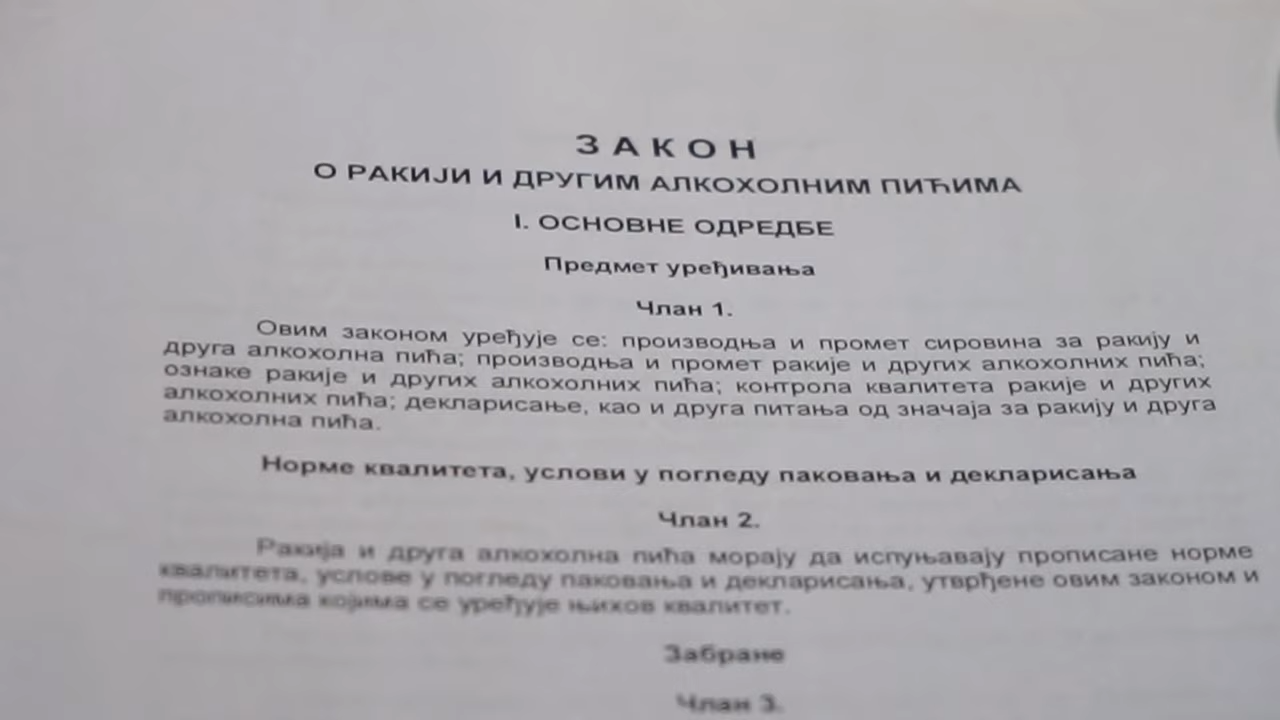 ЗАКОН
О РАКИЈИ И ДРУГИМ АЛКОХОЛНИМ ПИЋИМА
I. ОСНОВНЕ ОДРЕДБЕ
Предмет уређивања
Члан 1.
Овим законом уређује се: производња и промет сировина за ракију и
друга алкохолна пића; производња и промет ракије и других алкохолних пића;
ознаке ракије и других алкохолних пића; контрола квалитета ракије и других
алкохолних пића; декларисање, као и друга питања од значаја за ракију и друга
алкохолна пића.
Норме квалитета, услови у погледу паковања и декларисања
Члан 2.
Ракија и друга алкохолна пића морају да испуњавају прописане норме
квалитета, услове у погледу паковања и декларисања, утврђене овим законом и
прописима којима се уређује њихов квалитет.
Забране
Члан 3.